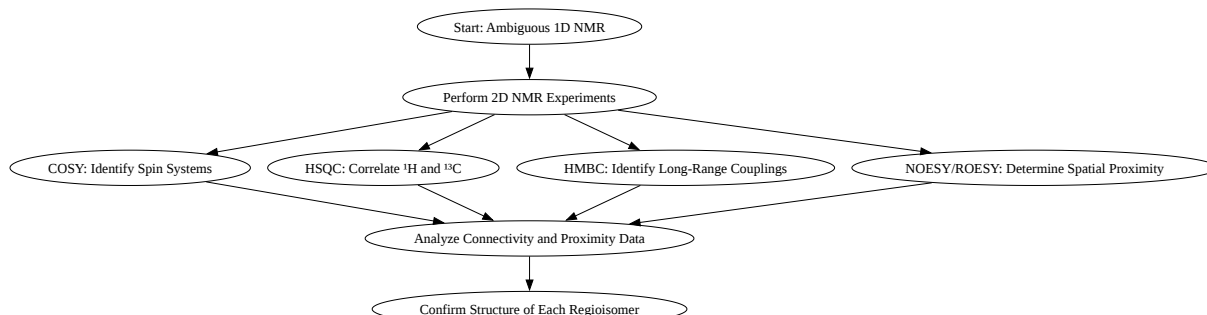 Start: Ambiguous 1D NMR
Perform 2D NMR Experiments
COSY: Identify Spin Systems
HSQC: Correlate ¹H and ¹³C
HMBC: Identify Long-Range Couplings
NOESY/ROESY: Determine Spatial Proximity
Analyze Connectivity and Proximity Data
Confirm Structure of Each Regioisomer